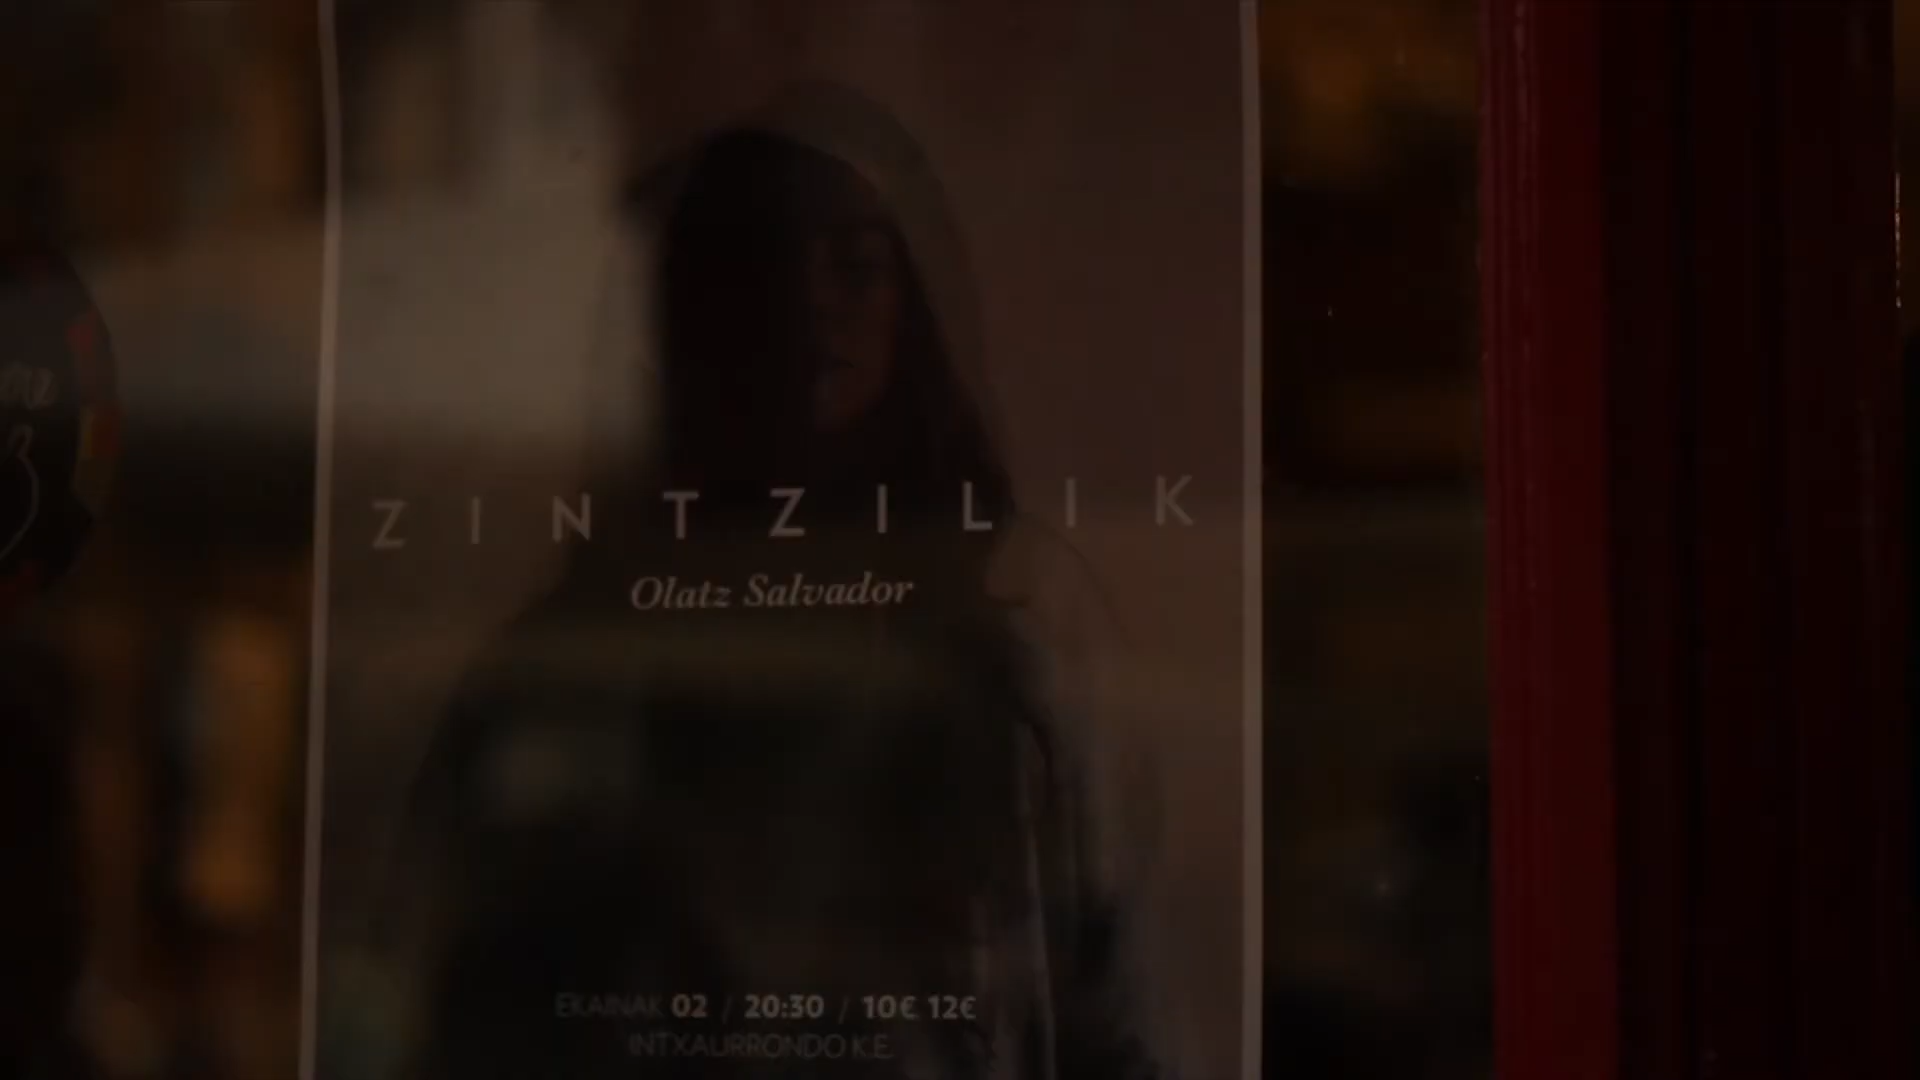 ZINTZILIK
Olatz Salvador
EKAINAK 02 / 20:30 / 10€ 12€
INTXAURRONDO K.E.